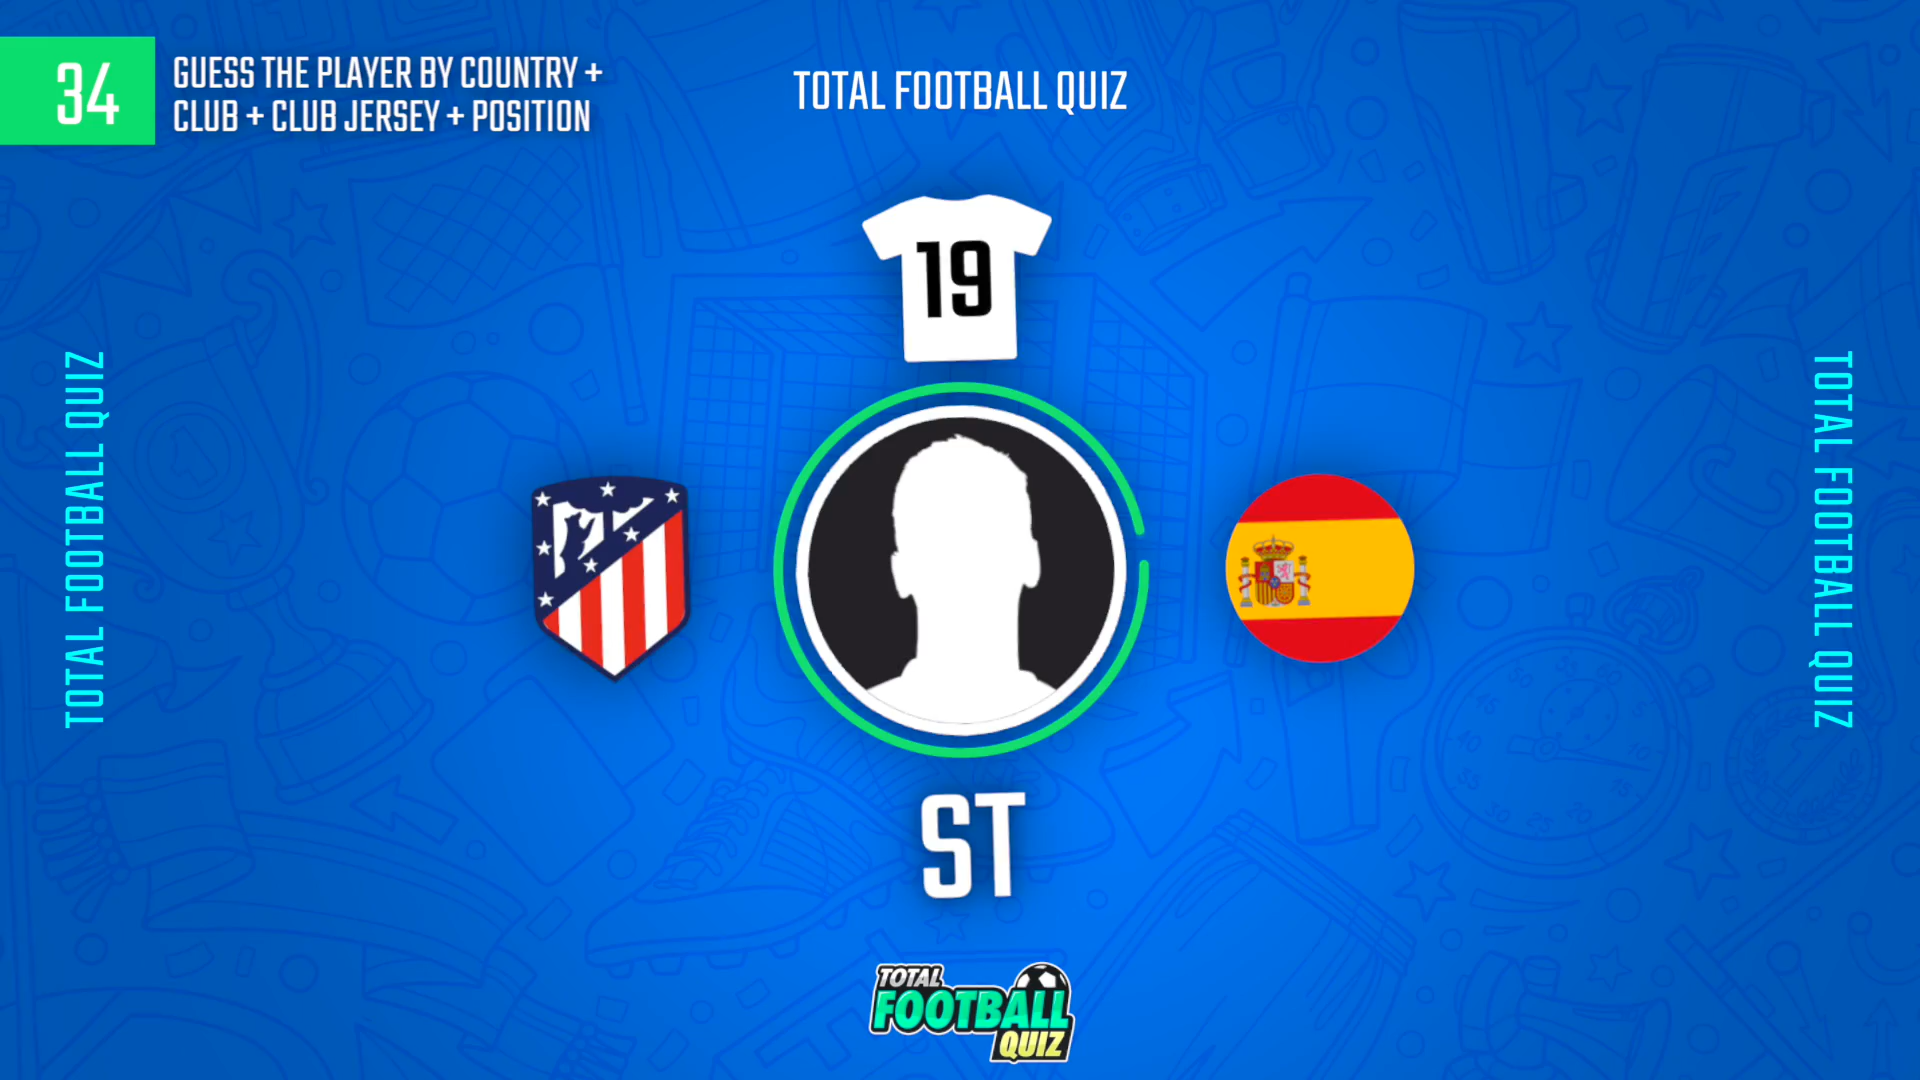 34
GUESS THE PLAYER BY COUNTRY +
CLUB + CLUB JERSEY + POSITION
TOTAL FOOTBALL QUIZ
19
TOTAL FOOTBALL QUIZ
TOTAL FOOTBALL QUIZ
ST
TOTAL
FOOTBALL
QUIZ